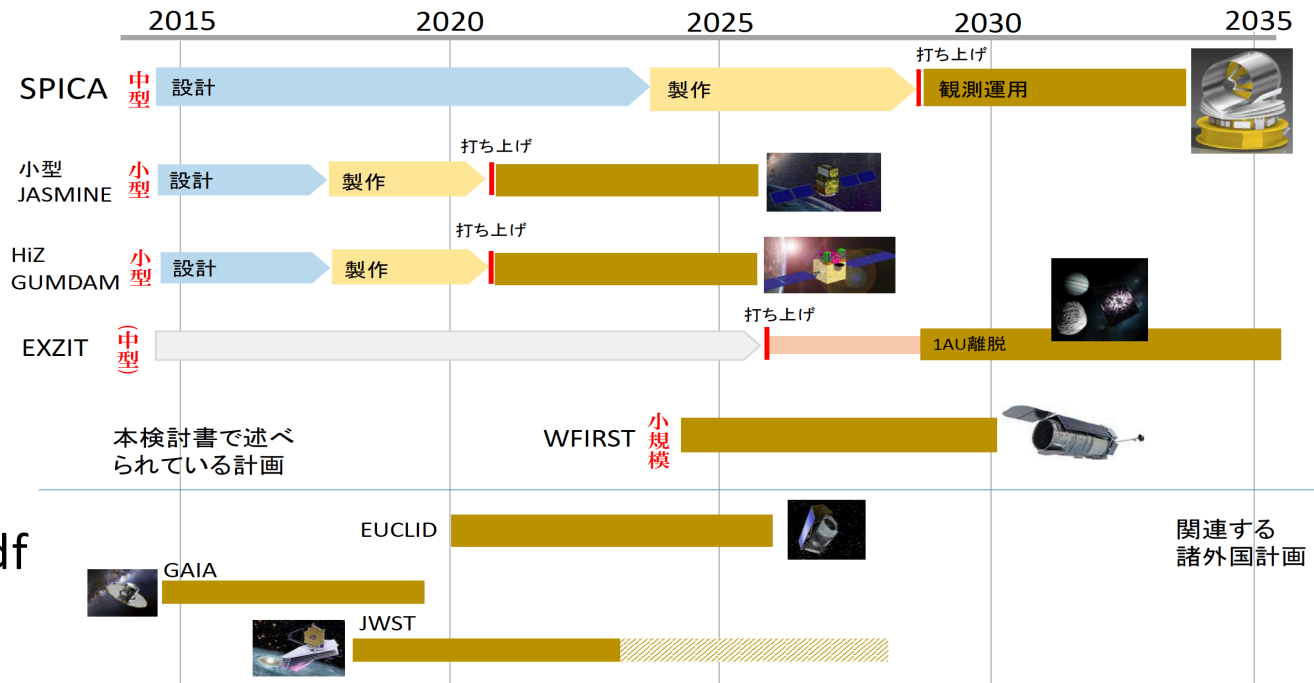 2015 2020 2025 2030 2035
打ち上げ
SPICA 中型 設計 製作 観測運用
打ち上げ
小型
JASMINE 小型 設計 製作
打ち上げ
HiZ
GUMDAM 小型 設計 製作
打ち上げ
EXZIT (中型) 1AU離脱
本検討書で述べ
られている計画
WFIRST 小規模
EUCLID
関連する
諸外国計画
df
GAIA
JWST